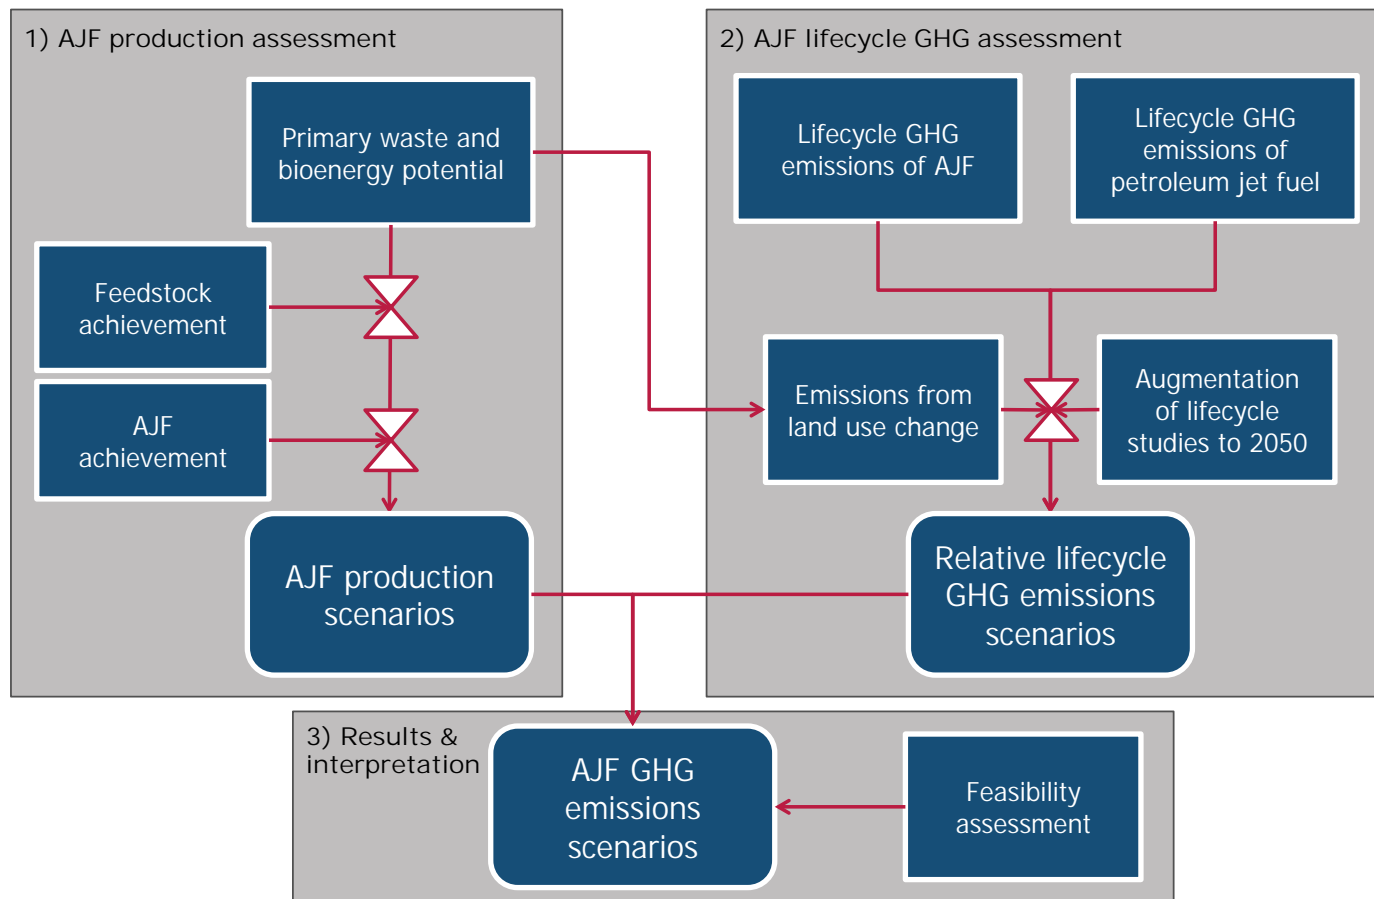 1) AJF production assessment
Primary waste and
bioenergy potential
Feedstock
achievement
AJF
achievement
AJF production
scenarios
2) AJF lifecycle GHG assessment
Lifecycle GHG
emissions of AJF
Lifecycle GHG
emissions of
petroleum jet fuel
Emissions from
land use change
Augmentation
of lifecycle
studies to 2050
Relative lifecycle
GHG emissions
scenarios
3) Results &
interpretation
AJF GHG
emissions
scenarios
Feasibility
assessment